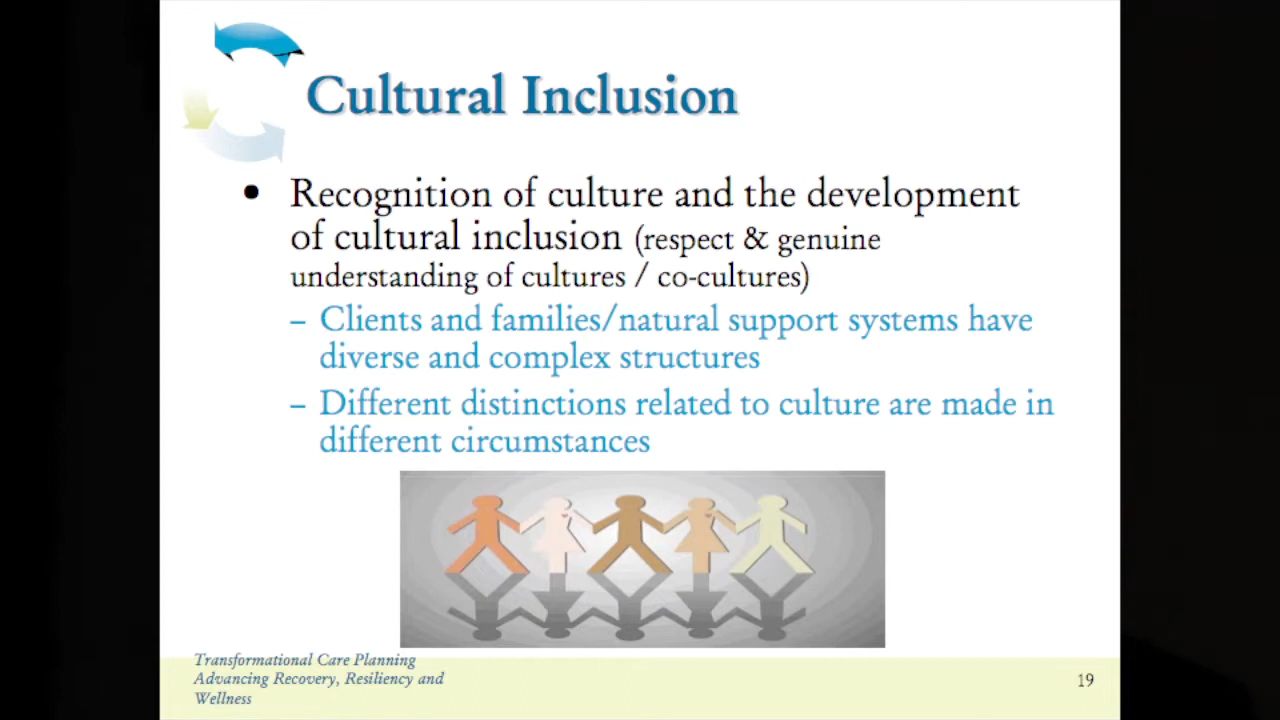 Cultural Inclusion
• Recognition of culture and the development
of cultural inclusion (respect & genuine
understanding of cultures / co-cultures)
– Clients and families/natural support systems have
diverse and complex structures
– Different distinctions related to culture are made in
different circumstances
Transformational Care Planning
Advancing Recovery, Resiliency and
Wellness
19